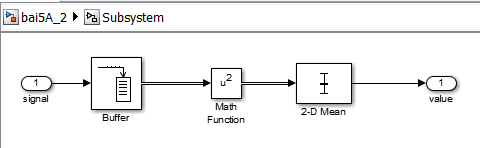 bai5A_2 Subsystem
1
signal
Buffer
u²
Math
Function
2-D Mean
1
value